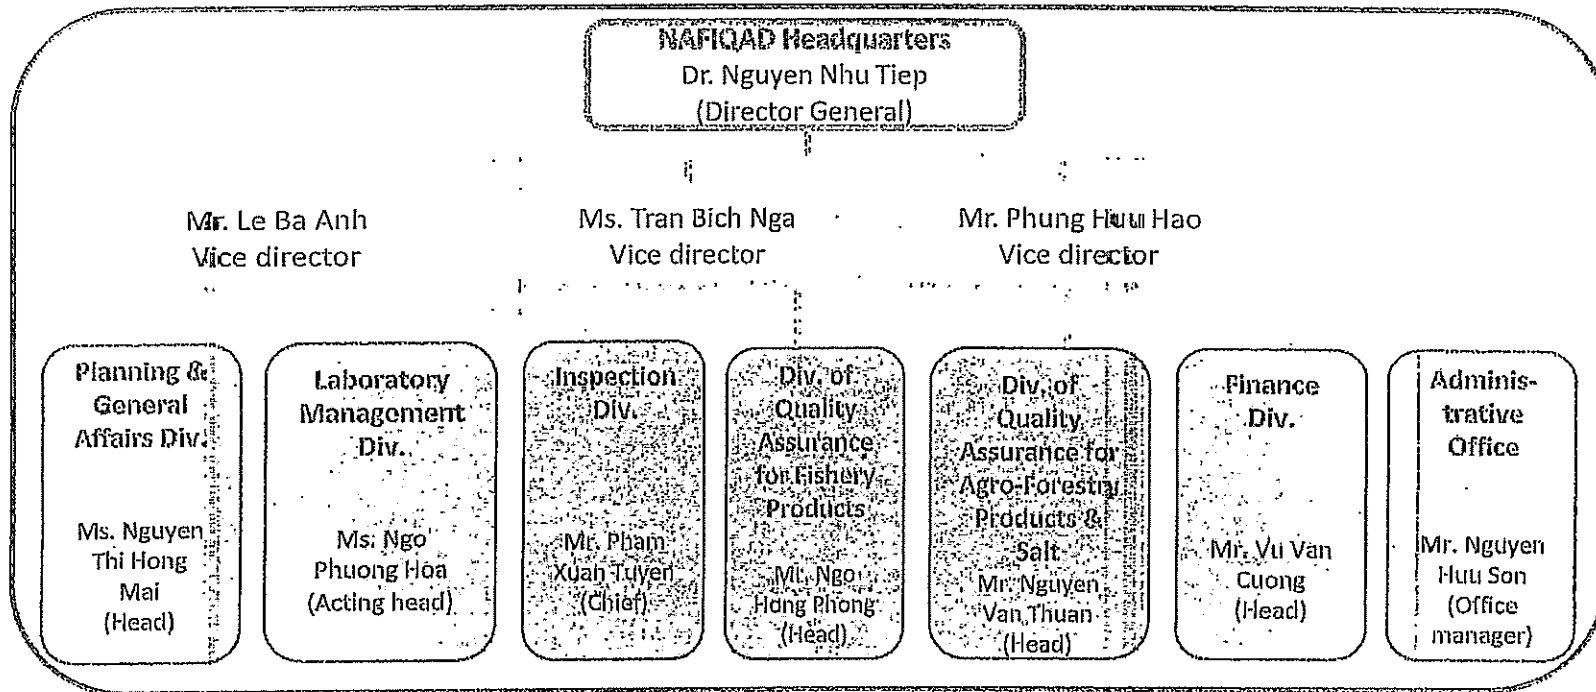 NAFIQAD Headquarters
Dr. Nguyen Nhu Tiep
(Director General)
Mr. Le Ba Anh
Vice director
Ms. Tran Bich Nga
Vice director
Mr. Phung Huu Hao
Vice director
Planning &
General
Affairs Div.
Ms. Nguyen
Thi Hong
Mai
(Head)
Laboratory
Management
Div.
Ms. Ngo
Phuong Hoa
(Acting head)
Inspection
Div.
Mr. Pham
Xuan Tuyen
(Chief)
Div. of
Quality
Assurance
for Fishery
Products
Mr. Ngo
Hong Phong
(Head)
Div. of
Quality
Assurance for
Agro-Forestry
Products &
Salt
Mr. Nguyen
Van Thuan
(Head)
Finance
Div.
Mr. Vu Van
Cuong
(Head)
Adminis-
trative
Office
Mr. Nguyen
Huu Son
(Office
manager)